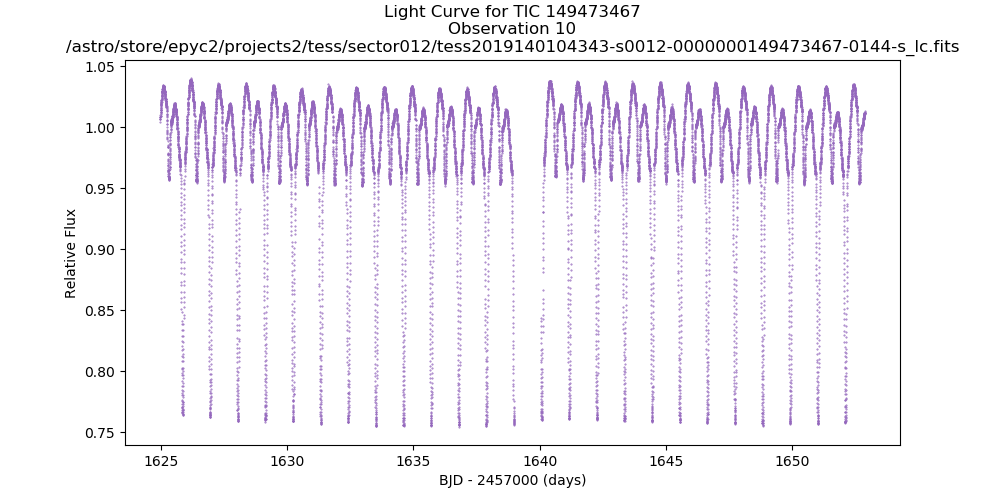 Light Curve for TIC 149473467
Observation 10
/astro/store/epyc2/projects2/tess/sector012/tess2019140104343-s0012-0000000149473467-0144-s_lc.fits
1.05
1.00
0.95
0.90
0.85
0.80
0.75
Relative Flux
1625 1630 1635 1640 1645 1650
BJD - 2457000 (days)